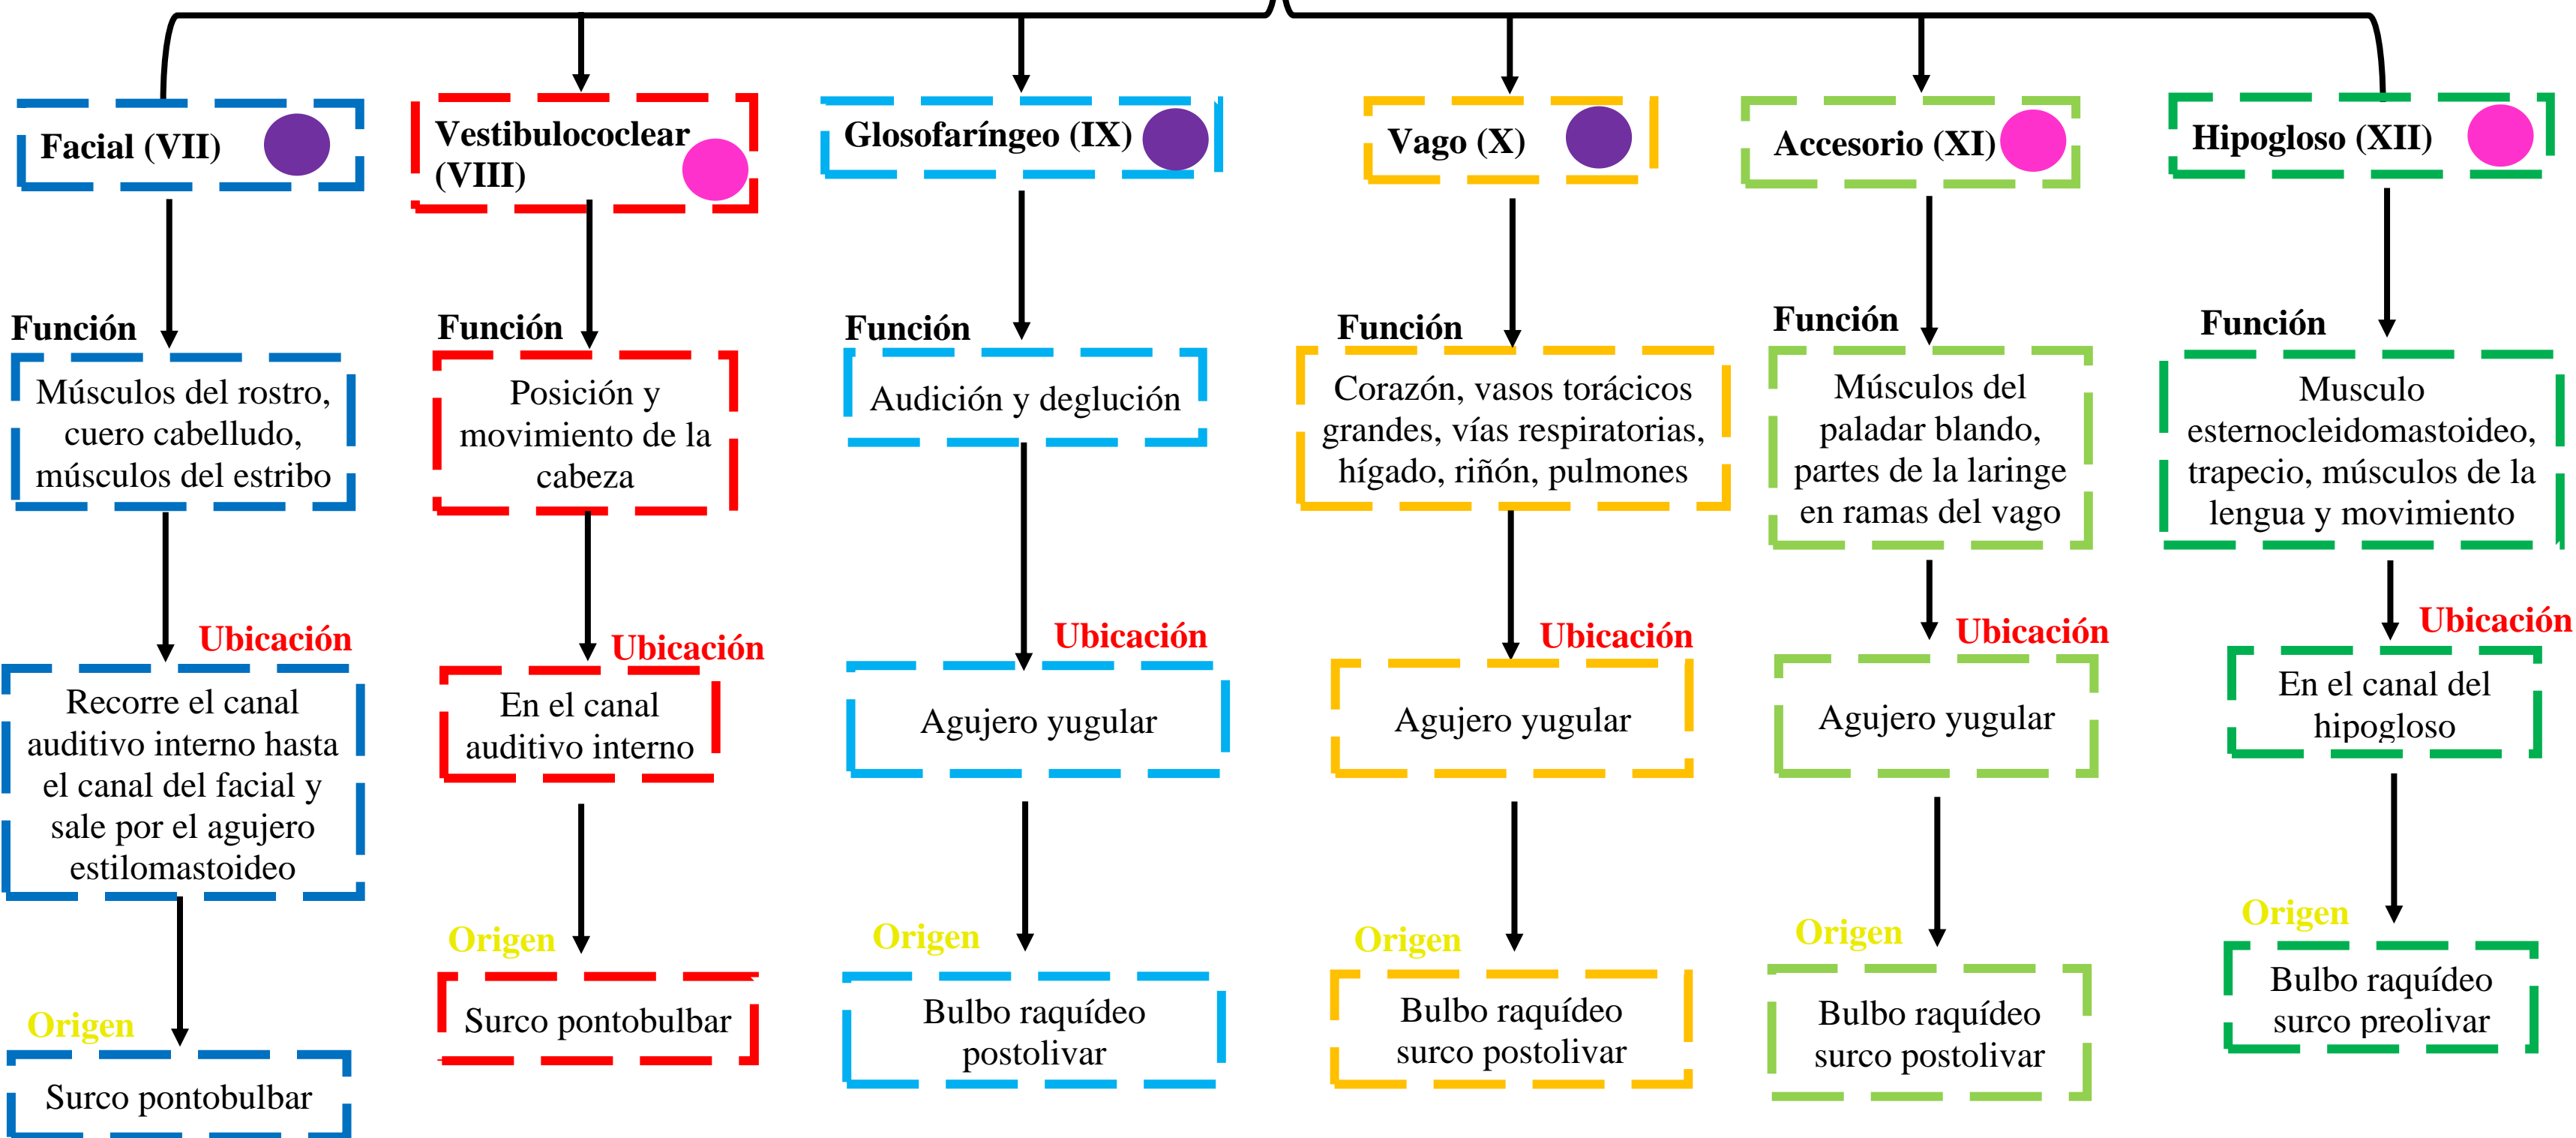 Facial (VII)
Función
Músculos del rostro,
cuero cabelludo,
músculos del estribo
Ubicación
Recorre el canal
auditivo interno hasta
el canal del facial y
sale por el agujero
estilomastoideo
Origen
Surco pontobulbar
Vestibulococlear
(VIII)
Función
Posición y
movimiento de la
cabeza
Ubicación
En el canal
auditivo interno
Origen
Surco pontobulbar
Glosofaríngeo (IX)
Función
Audición y deglución
Ubicación
Agujero yugular
Origen
Bulbo raquídeo
postolivar
Vago (X)
Función
Corazón, vasos torácicos
grandes, vías respiratorias,
hígado, riñón, pulmones
Ubicación
Agujero yugular
Origen
Bulbo raquídeo
surco postolivar
Accesorio (XI)
Función
Músculos del
paladar blando,
partes de la laringe
en ramas del vago
Ubicación
Agujero yugular
Origen
Bulbo raquídeo
surco postolivar
Hipogloso (XII)
Función
Musculo
esternocleidomastoideo,
trapecio, músculos de la
lengua y movimiento
Ubicación
En el canal del
hipogloso
Origen
Bulbo raquídeo
surco preolivar